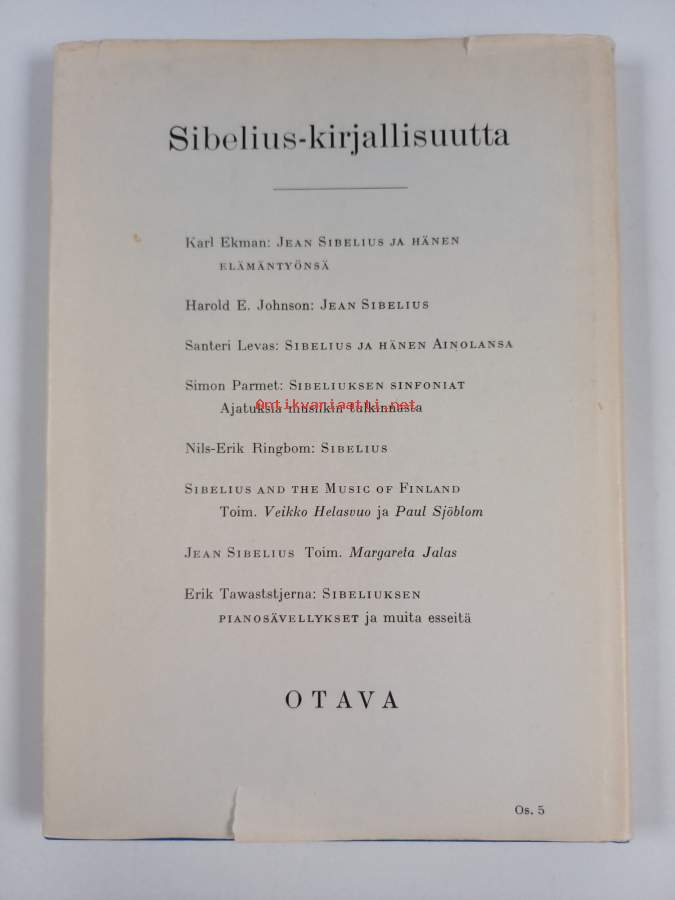 Sibelius-kirjallisuutta
Karl Ekman: JEAN SIBELIUS JA HÄNEN
ELÄMÄNTYÖNSÄ
Harold E. Johnson: JEAN SIBELIUS
Santeri Levas: SIBELIUS JA HÄNEN AINOLANSA
Simon Parmet: SIBELIUKSEN SINFONIAT
Ajatuksia musiikin tulkinnasta
antikvariaatti.net
Nils-Erik Ringbom: SIBELIUS
SIBELIUS AND THE MUSIC OF FINLAND
Toim. Veikko Helasvuo ja Paul Sjöblom
JEAN SIBELIUS Toim. Margareta Jalas
Erik Tawaststjerna: SIBELIUKSEN
PIANOSÄVELLYKSET ja muita esseitä
OTAVA
Os. 5